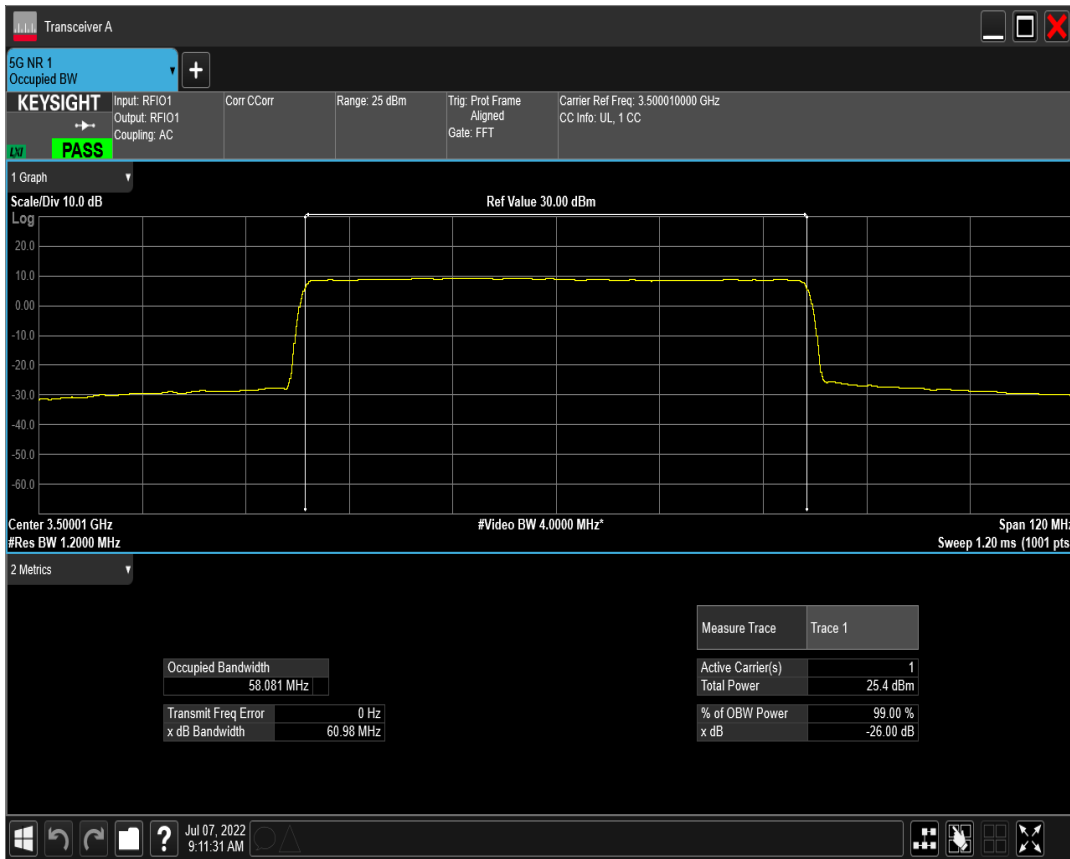 Transceiver A
5G NR 1
Occupied BW
KEYSIGHT
LXI
PASS
Input: RFIO1
Output: RFIO1
Coupling: AC
Corr CCorr
Range: 25 dBm
Trig: Prot Frame
Aligned
Gate: FFT
Carrier Ref Freq: 3.500010000 GHz
CC Info: UL, 1 CC
1 Graph
Scale/Div 10.0 dB
Ref Value 30.00 dBm
Log
20.0
10.0
0.00
-10.0
-20.0
-30.0
-40.0
-50.0
-60.0
Center 3.50001 GHz
#Video BW 4.0000 MHz*
Span 120 MHz
#Res BW 1.2000 MHz
Sweep 1.20 ms (1001 pts
2 Metrics
Measure Trace Trace 1
Occupied Bandwidth
58.081 MHz
Active Carrier(s) 1
Total Power 25.4 dBm
Transmit Freq Error 0 Hz
x dB Bandwidth 60.98 MHz
% of OBW Power 99.00 %
x dB -26.00 dB
?
Jul 07, 2022
9:11:31 AM